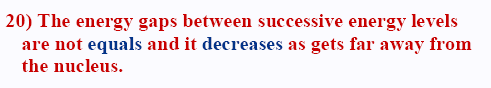 20) The energy gaps between successive energy levels
are not equals and it decreases as gets far away from
the nucleus.